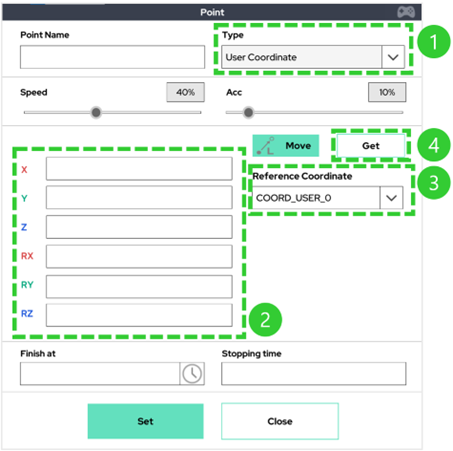 Point
Point Name
Type
1
User Coordinate
Speed
40%
Acc
10%
Move
Get
4
X
Reference Coordinate
3
Y
COORD_USER_0
Z
RX
RY
RZ
2
Finish at
Stopping time
Set
Close